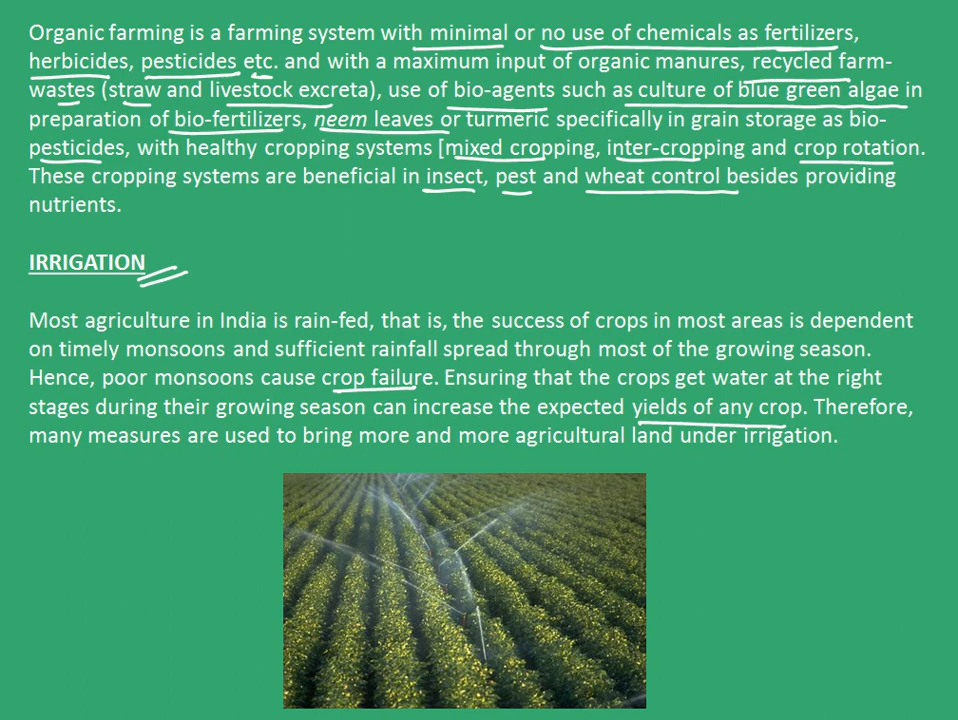 Organic farming is a farming system with minimal or no use of chemicals as fertilizers,
herbicides, pesticides etc. and with a maximum input of organic manures, recycled farm-
wastes (straw and livestock excreta), use of bio-agents such as culture of blue green algae in
preparation of bio-fertilizers, neem leaves or turmeric specifically in grain storage as bio-
pesticides, with healthy cropping systems [mixed cropping, inter-cropping and crop rotation.
These cropping systems are beneficial in insect, pest and wheat control besides providing
nutrients.
IRRIGATION
Most agriculture in India is rain-fed, that is, the success of crops in most areas is dependent
on timely monsoons and sufficient rainfall spread through most of the growing season.
Hence, poor monsoons cause crop failure. Ensuring that the crops get water at the right
stages during their growing season can increase the expected yields of any crop. Therefore,
many measures are used to bring more and more agricultural land under irrigation.